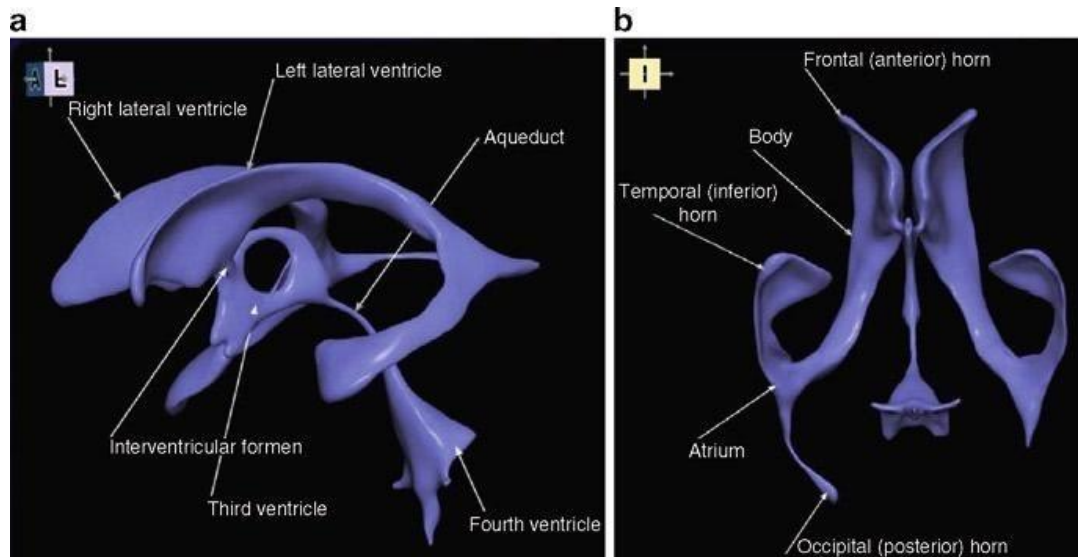 a
b
A L
I
Left lateral ventricle
Right lateral ventricle
Aqueduct
Interventricular formen
Third ventricle
Fourth ventricle
Frontal (anterior) horn
Body
Temporal (inferior)
horn
Atrium
Occipital (posterior) horn